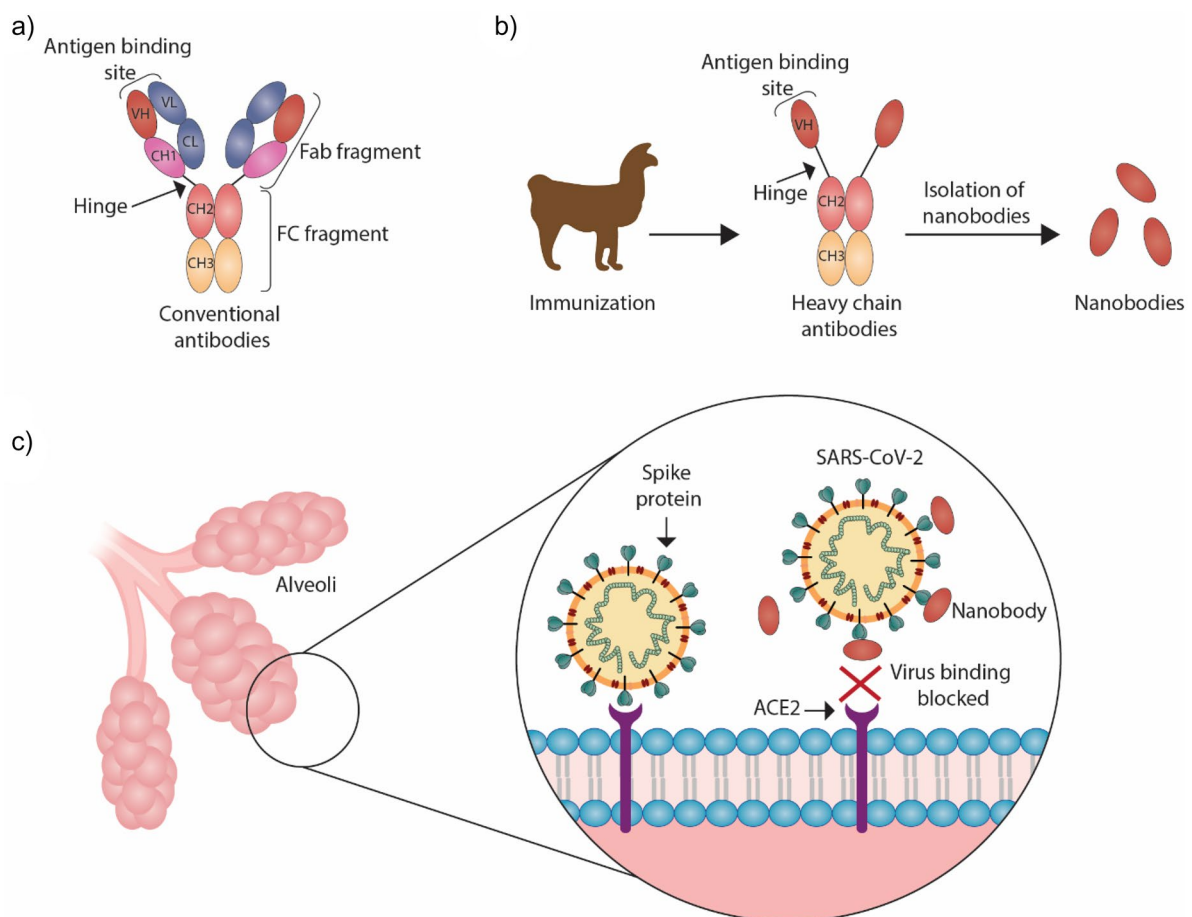 a)
Antigen binding
site
VH
VL
CL
CH1
Fab fragment
Hinge
CH2
FC fragment
CH3
Conventional
antibodies
b)
Antigen binding
site
VH
Hinge
CH2
CH3
Isolation of
nanobodies
Immunization
Heavy chain
antibodies
Nanobodies
c)
Alveoli
Spike
protein
SARS-CoV-2
Nanobody
Virus binding
blocked
ACE2